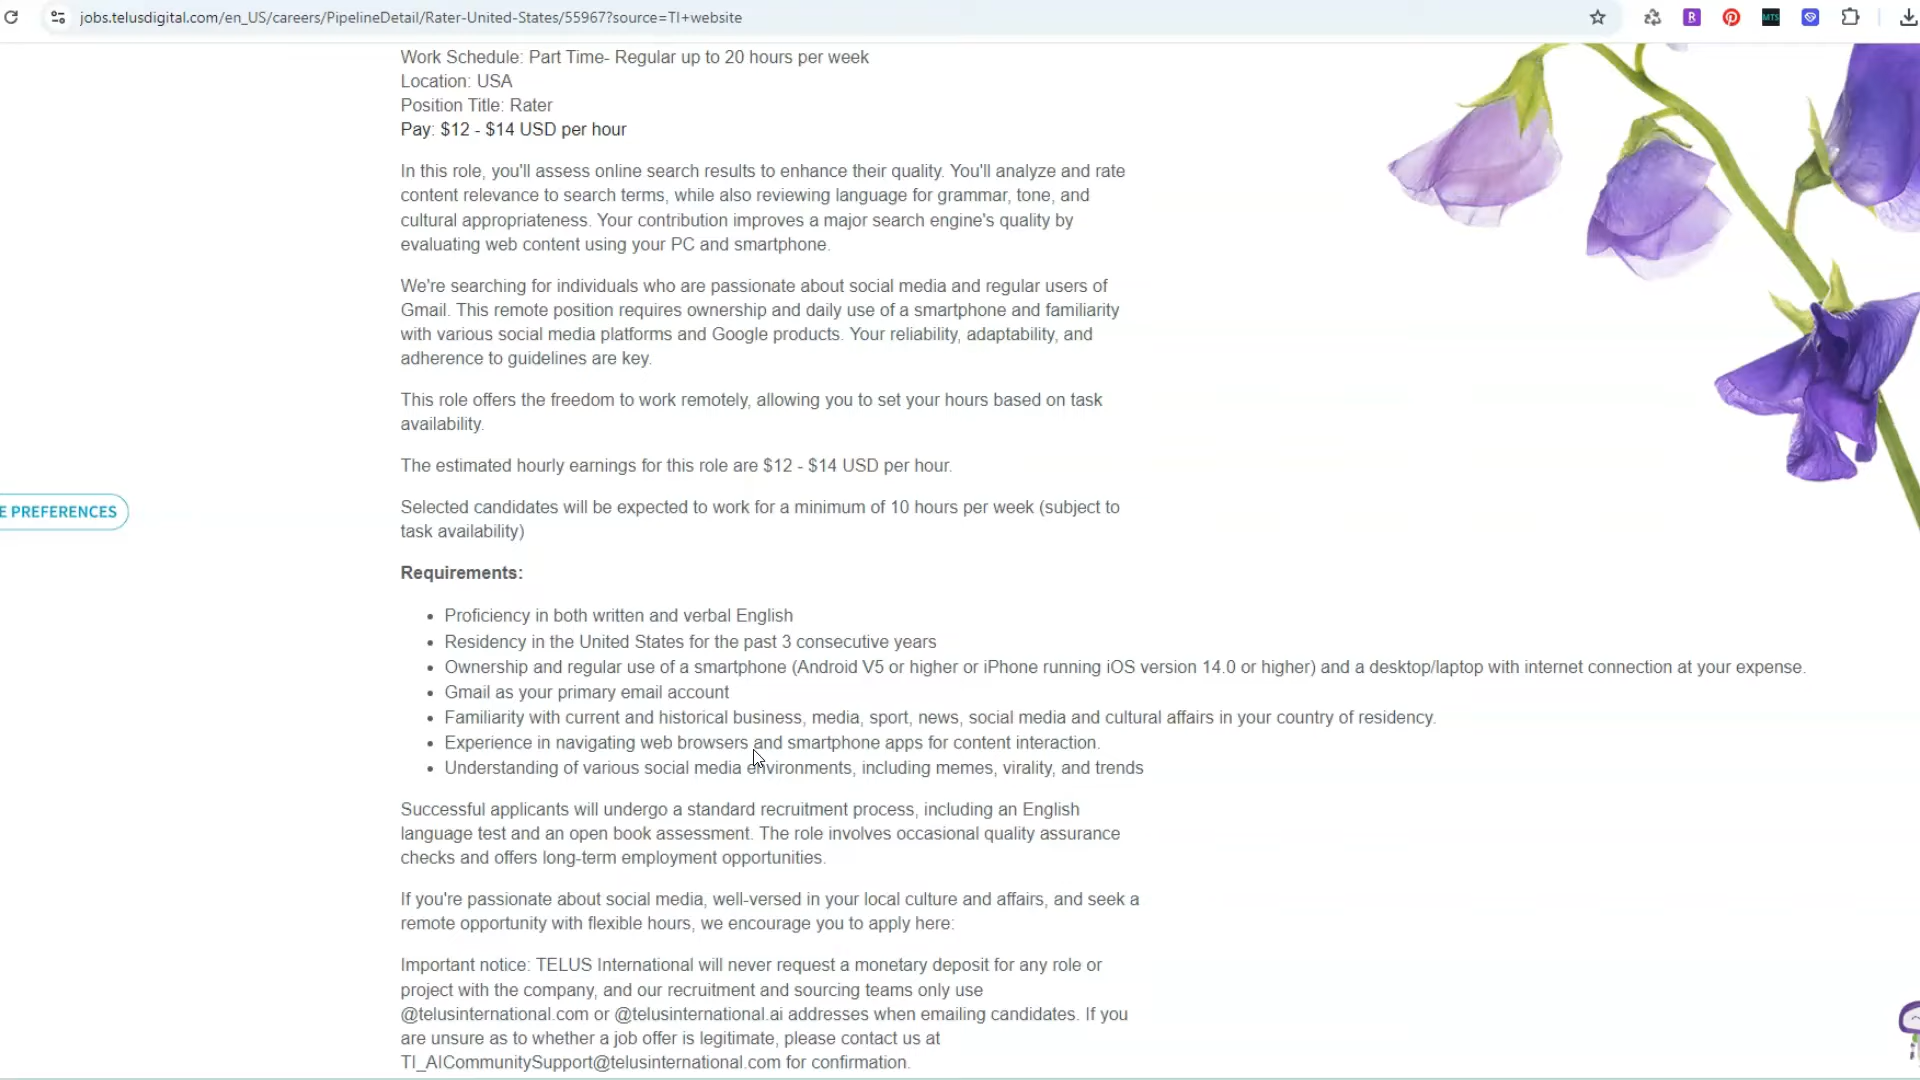 jobs.telusdigital.com/en_US/careers/PipelineDetail/Rater-United-States/55967?source=TI+website
R
MTS
Work Schedule: Part Time- Regular up to 20 hours per week
Location: USA
Position Title: Rater
Pay: $12 - $14 USD per hour
In this role, you'll assess online search results to enhance their quality. You'll analyze and rate
content relevance to search terms, while also reviewing language for grammar, tone, and
cultural appropriateness. Your contribution improves a major search engine's quality by
evaluating web content using your PC and smartphone.
We're searching for individuals who are passionate about social media and regular users of
Gmail. This remote position requires ownership and daily use of a smartphone and familiarity
with various social media platforms and Google products. Your reliability, adaptability, and
adherence to guidelines are key.
This role offers the freedom to work remotely, allowing you to set your hours based on task
availability.
The estimated hourly earnings for this role are $12 - $14 USD per hour.
E PREFERENCES
Selected candidates will be expected to work for a minimum of 10 hours per week (subject to
task availability)
Requirements:
• Proficiency in both written and verbal English
• Residency in the United States for the past 3 consecutive years
• Ownership and regular use of a smartphone (Android V5 or higher or iPhone running iOS version 14.0 or higher) and a desktop/laptop with internet connection at your expense.
• Gmail as your primary email account
• Familiarity with current and historical business, media, sport, news, social media and cultural affairs in your country of residency.
• Experience in navigating web browsers and smartphone apps for content interaction.
• Understanding of various social media environments, including memes, virality, and trends
Successful applicants will undergo a standard recruitment process, including an English
language test and an open book assessment. The role involves occasional quality assurance
checks and offers long-term employment opportunities.
If you're passionate about social media, well-versed in your local culture and affairs, and seek a
remote opportunity with flexible hours, we encourage you to apply here:
Important notice: TELUS International will never request a monetary deposit for any role or
project with the company, and our recruitment and sourcing teams only use
@telusinternational.com or @telusinternational.ai addresses when emailing candidates. If you
are unsure as to whether a job offer is legitimate, please contact us at
TI_AICommunitySupport@telusinternational.com for confirmation.